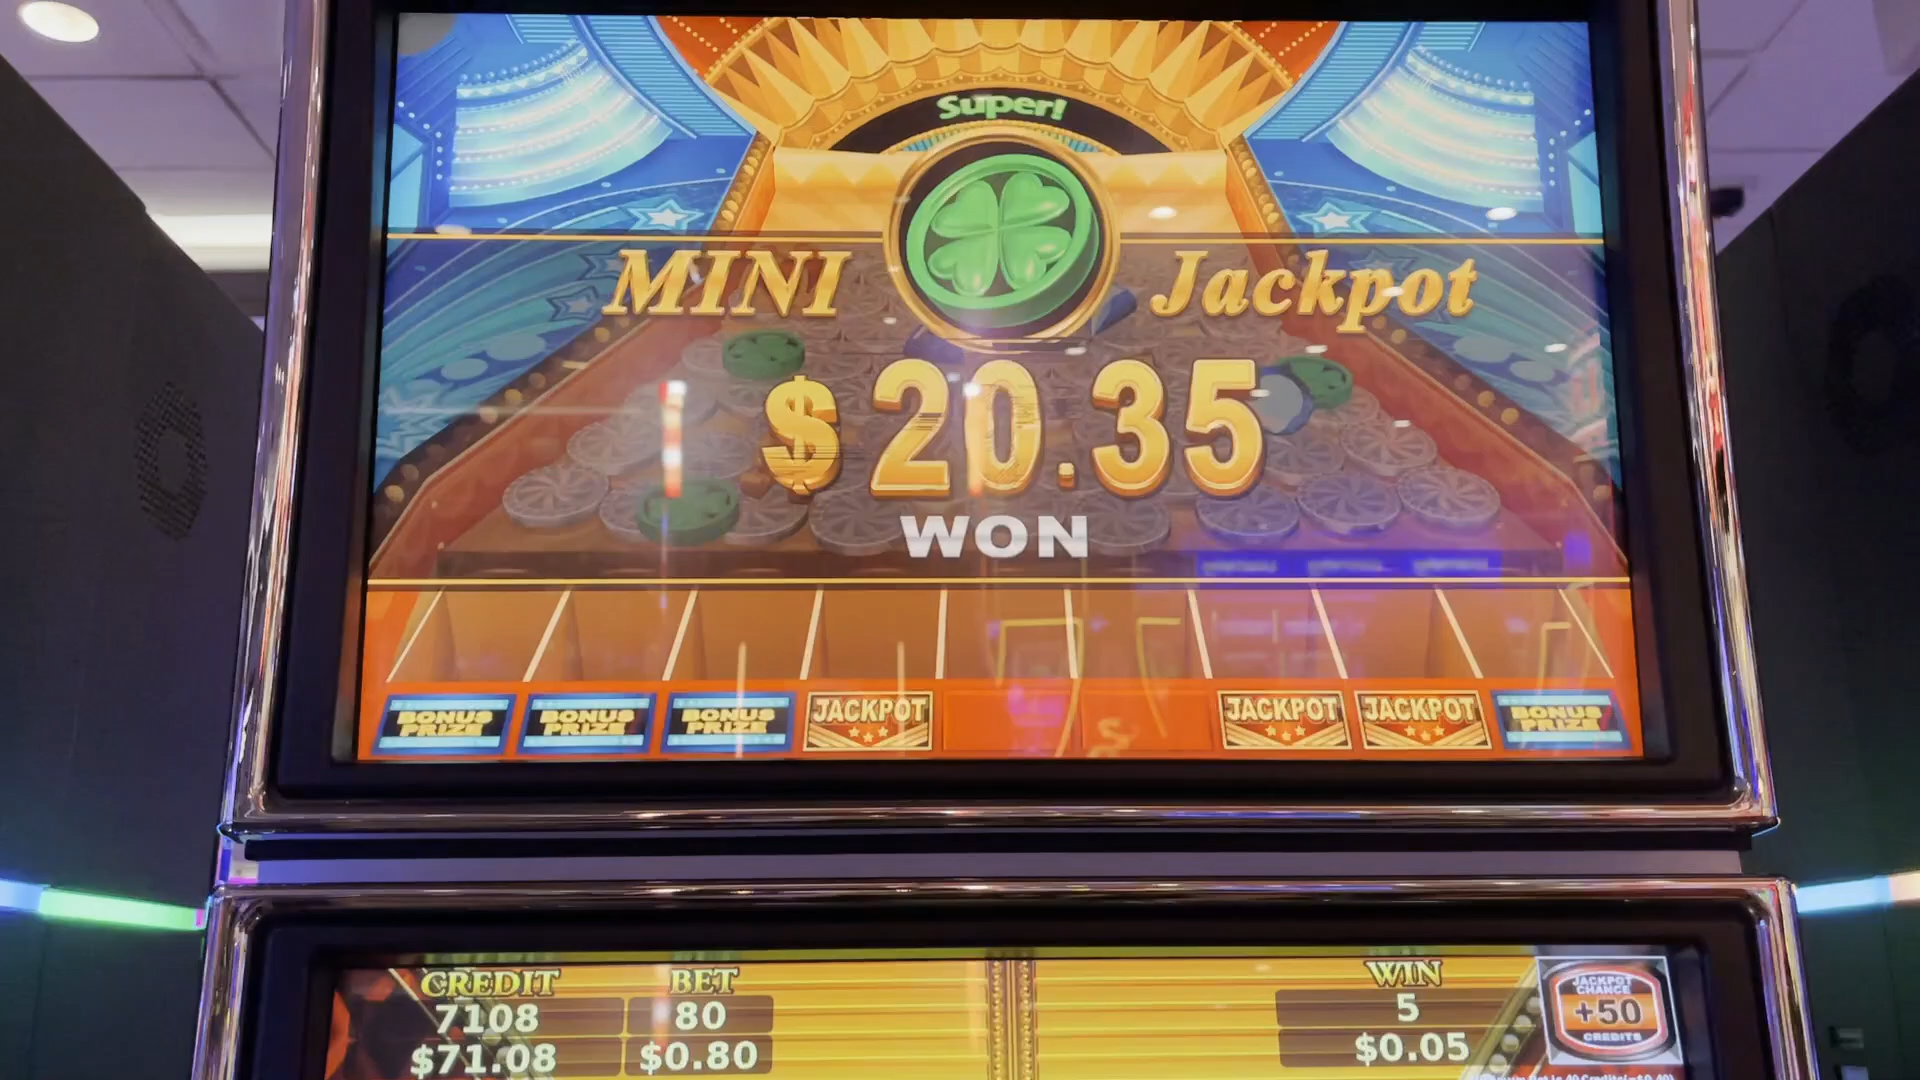 Super!
MINI Jackpot
$20.35
WON
BONUS PRIZE
BONUS PRIZE
BONUS PRIZE
JACKPOT
JACKPOT
JACKPOT
BONUS PRIZE
CREDIT
7108
$71.08
BET
80
$0.80
WIN
5
$0.05
JACKPOT
CHANCE
+50
CREDITS